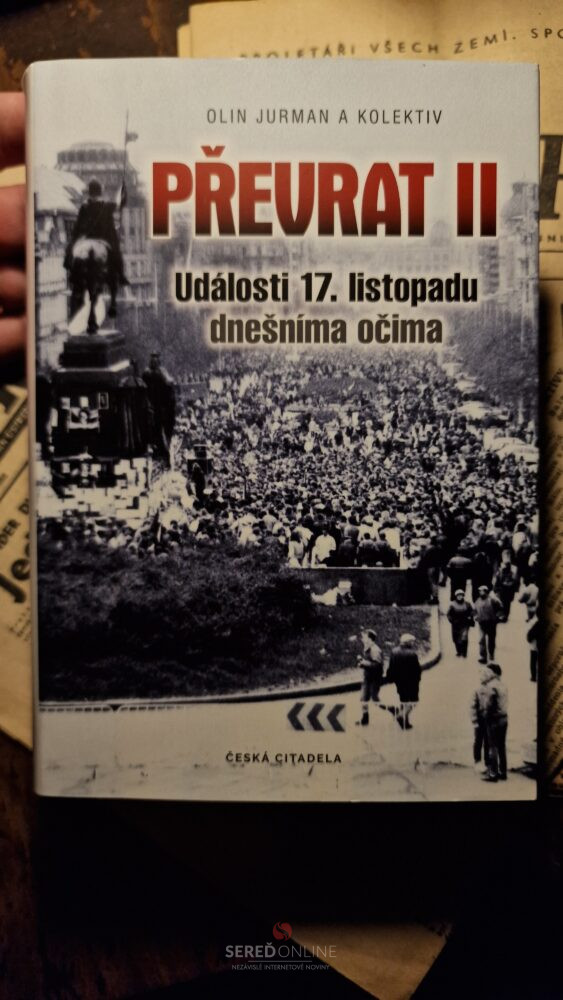 PROLETÁŘI VŠECH ZEMÍ, SPO
OLIN JURMAN A KOLEKTIV
PŘEVRAT II
Události 17. listopadu
dnešníma očima
ČESKÁ CITADELA
SEREĎONLINE
NEZÁVISLÉ INTERNETOVÉ NOVINY